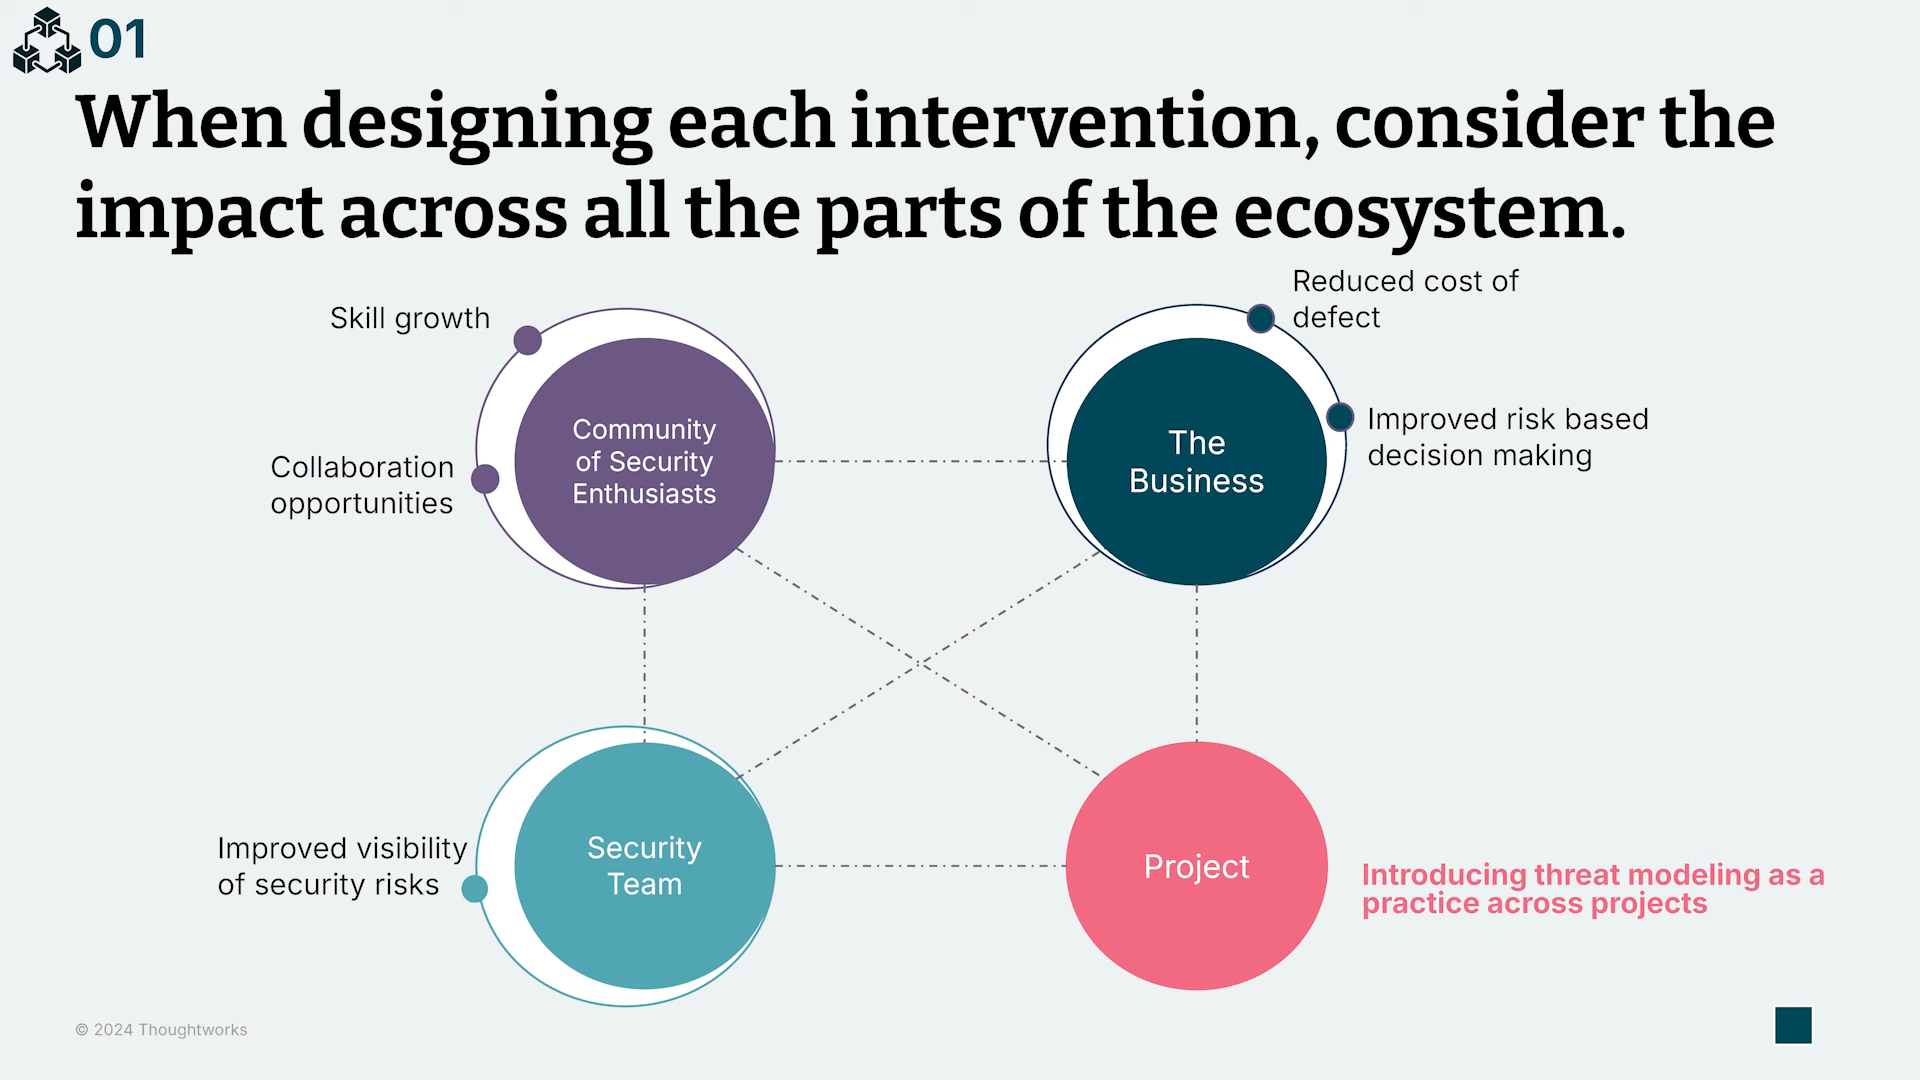 01
When designing each intervention, consider the
impact across all the parts of the ecosystem.
Skill growth
Collaboration
opportunities
Community
of Security
Enthusiasts
Reduced cost of
defect
The
Business
Improved risk based
decision making
Improved visibility
of security risks
Security
Team
Project
Introducing threat modeling as a
practice across projects
© 2024 Thoughtworks